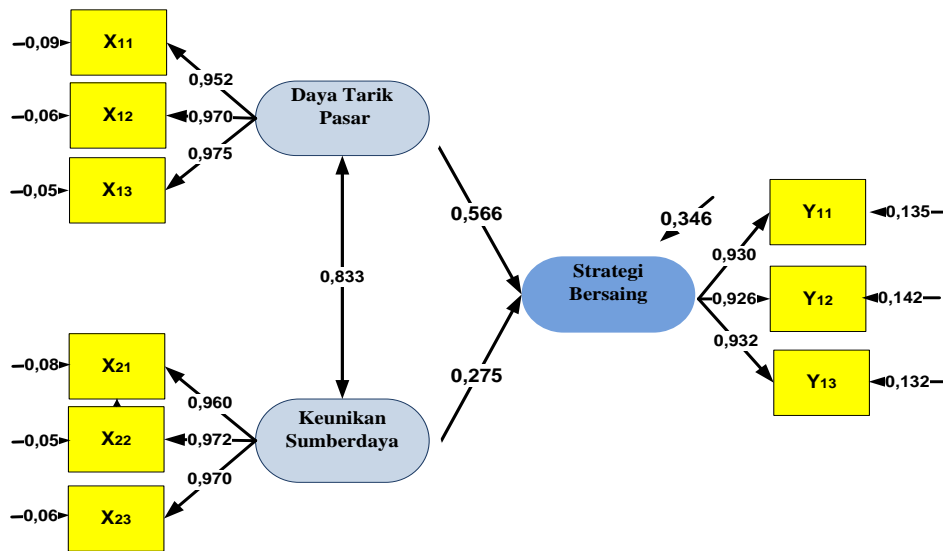 0,09
X11
0,952
0,06
X12
0,970
0,05
X13
0,975
Daya Tarik
Pasar
0,566
0,833
0,346
Strategi
Bersaing
0,275
0,930
Y11
0,135
0,926
Y12
0,142
0,932
Y13
0,132
0,08
X21
0,960
0,05
X22
0,972
0,06
X23
0,970
Keunikan
Sumberdaya